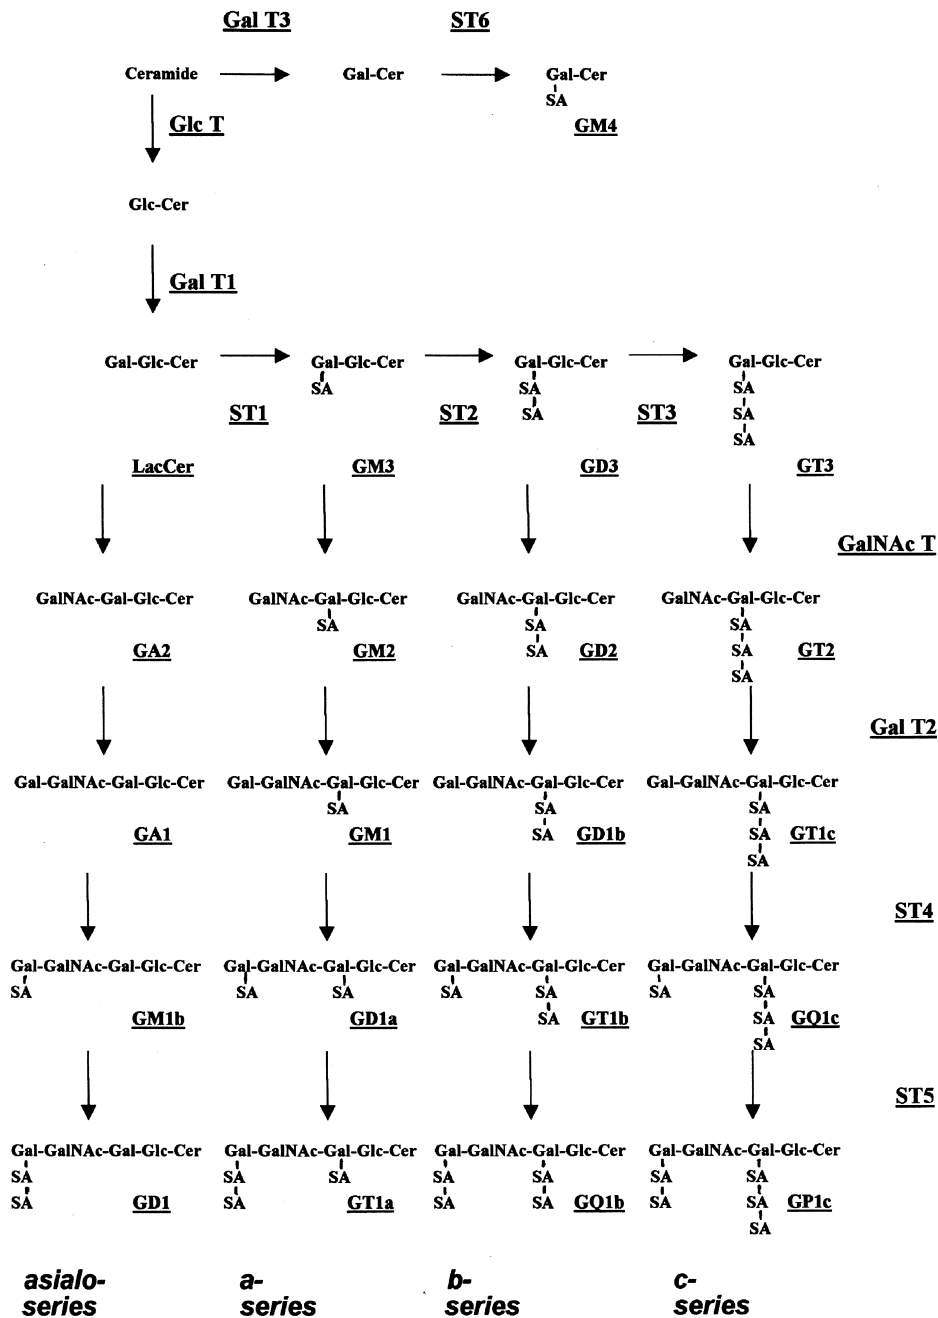 Gal T3 ST6
Ceramide Gal-Cer Gal-Cer
SA
GM4
Glc T
Glc-Cer
Gal T1
Gal-Glc-Cer Gal-Glc-Cer Gal-Glc-Cer Gal-Glc-Cer
SA SA SA
ST1 ST2 SA ST3 SA
SA
LacCer GM3 GD3 GT3
GalNAc T
GalNAc-Gal-Glc-Cer GalNAc-Gal-Glc-Cer GalNAc-Gal-Glc-Cer GalNAc-Gal-Glc-Cer
SA SA SA
GA2 GM2 SA GD2 SA GT2
SA
Gal T2
Gal-GalNAc-Gal-Glc-Cer Gal-GalNAc-Gal-Glc-Cer Gal-GalNAc-Gal-Glc-Cer Gal-GalNAc-Gal-Glc-Cer
SA SA SA
GA1 GM1 SA GD1b SA GT1c
SA
ST4
Gal-GalNAc-Gal-Glc-Cer Gal-GalNAc-Gal-Glc-Cer Gal-GalNAc-Gal-Glc-Cer Gal-GalNAc-Gal-Glc-Cer
SA SA SA SA SA SA SA
GM1b GD1a SA GT1b SA GQ1c
SA
ST5
Gal-GalNAc-Gal-Glc-Cer Gal-GalNAc-Gal-Glc-Cer Gal-GalNAc-Gal-Glc-Cer Gal-GalNAc-Gal-Glc-Cer
SA SA SA SA SA SA SA
SA GD1 SA GT1a SA SA GQ1b SA SA GP1c
SA
asialo- a- b- c-
series series series series